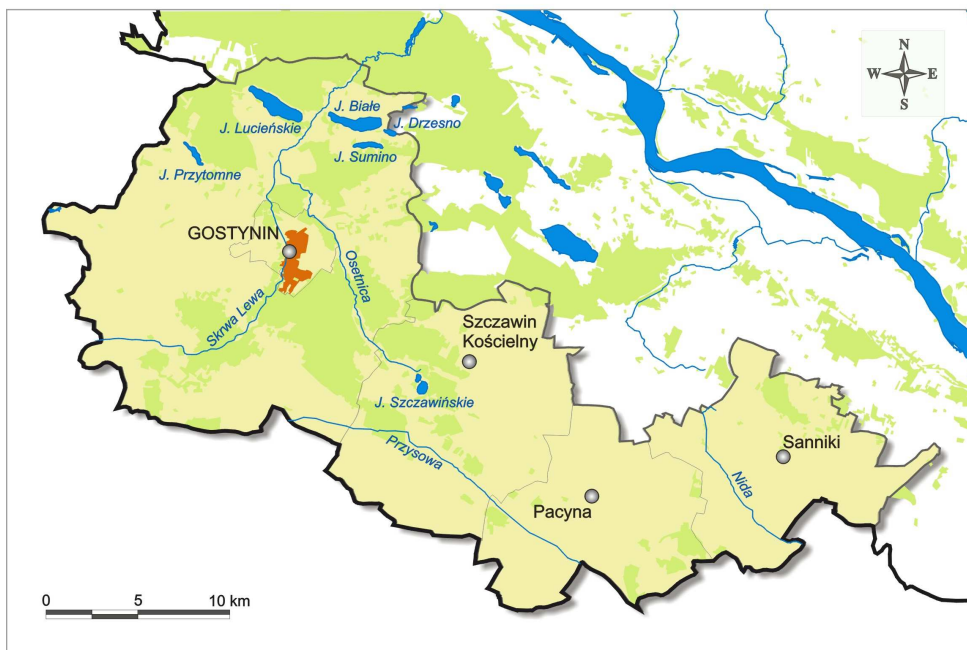 N
W E
S
J. Białe
J. Lucieńskie
J. Drzesno
J. Sumino
J. Przytomne
GOSTYNIN
Osetnica
Skrwa Lewa
Szczawin
Kościelny
J. Szczawińskie
Przysowa
Sanniki
Nida
Pacyna
0 5 10 km